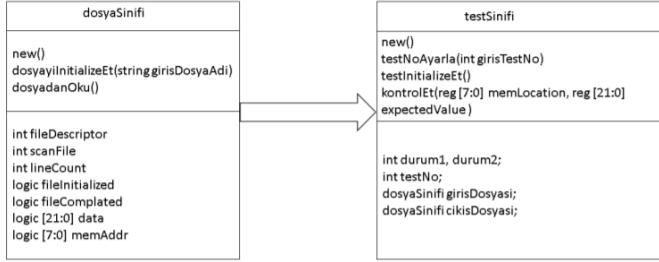 dosyaSinifi
new()
dosyayiInitializeEt(string girisDosyaAdi)
dosyadanOku()
int fileDescriptor
int scanFile
int lineCount
logic fileInitialized
logic fileComplated
logic [21:0] data
logic [7:0] memAddr
testSinifi
new()
testNoAyarla(int girisTestNo)
testInitializeEt()
kontrolEt(reg [7:0] memLocation, reg [21:0]
expectedValue )
int durum1, durum2;
int testNo;
dosyaSinifi girisDosyasi;
dosyaSinifi cikisDosyasi;